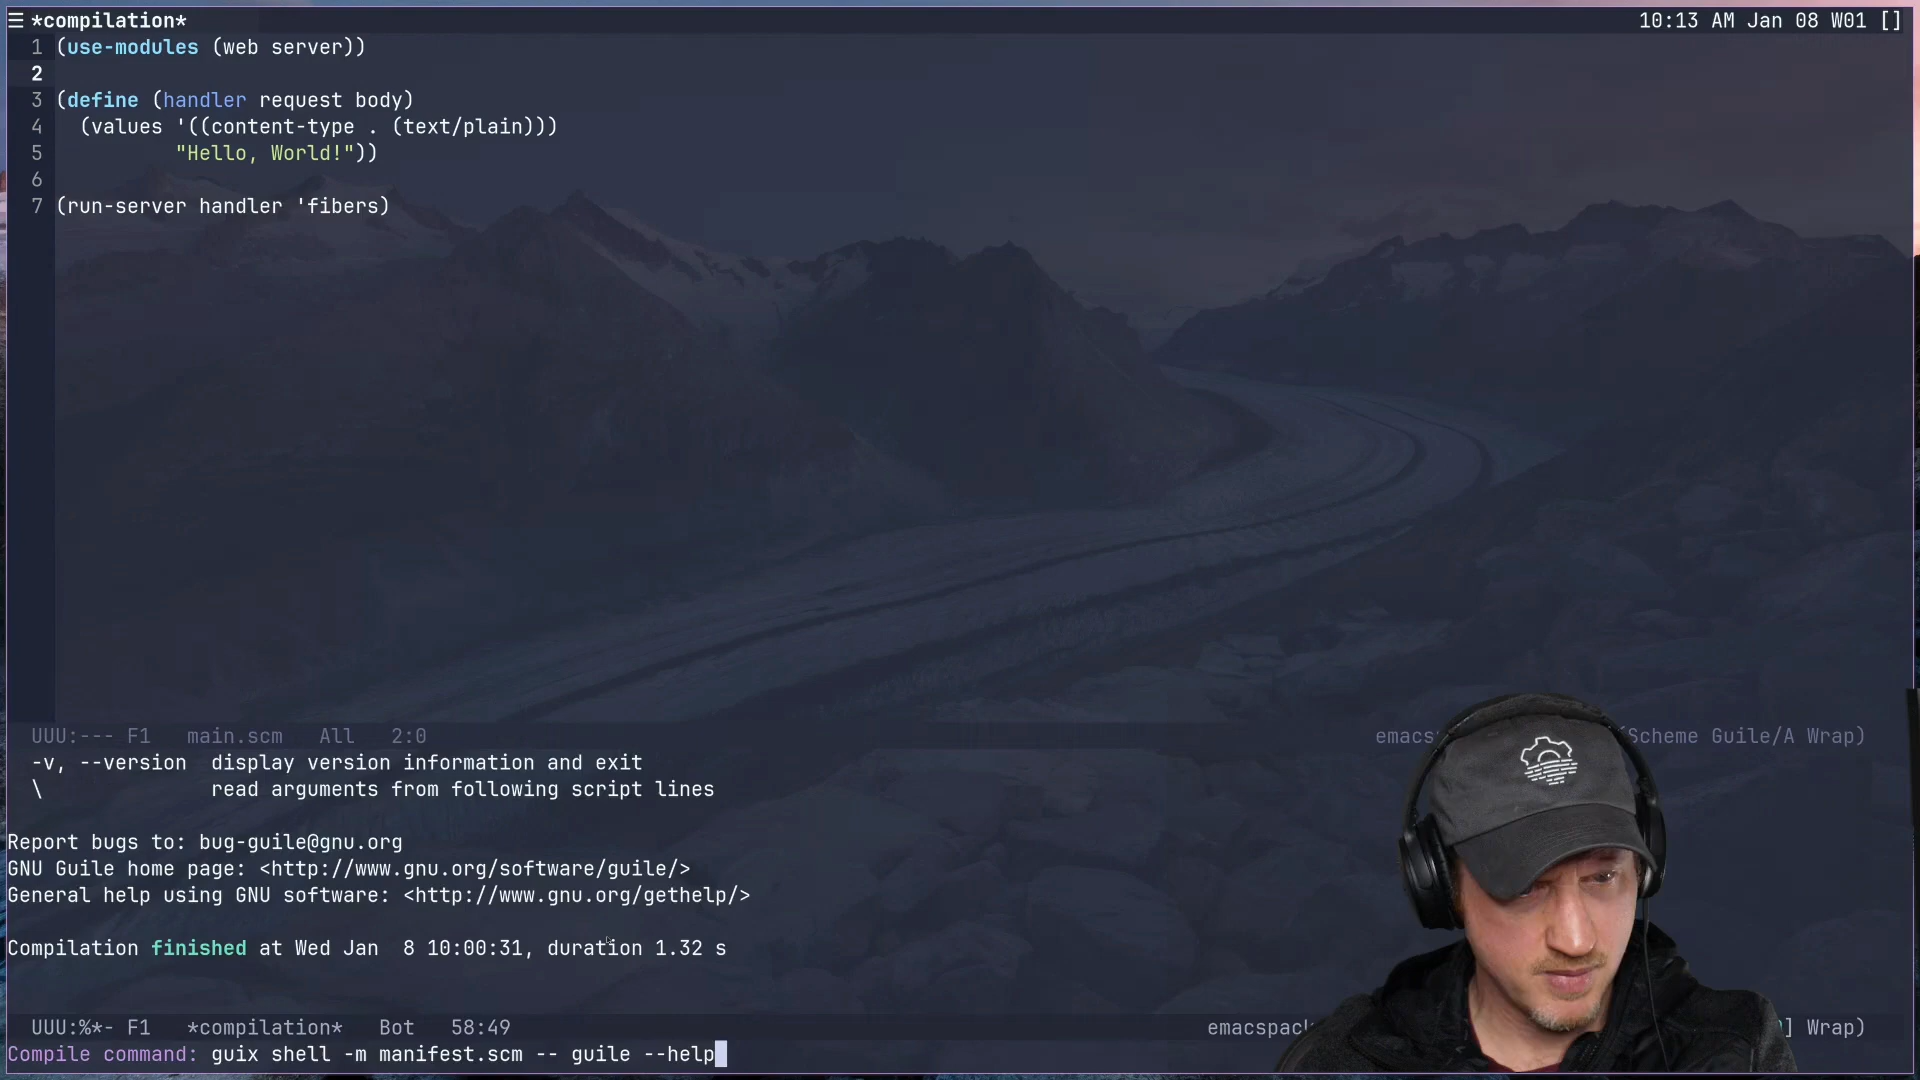 ☰ *compilation* 10:13 AM Jan 08 W01 []
1 (use-modules (web server))
2
3 (define (handler request body)
4   (values '((content-type . (text/plain)))
5           "Hello, World!"))
6
7 (run-server handler 'fibers)
UUU:--- F1 main.scm All 2:0 (Scheme Guile/A Wrap)
-v, --version  display version information and exit
\              read arguments from following script lines
Report bugs to: bug-guile@gnu.org
GNU Guile home page: <http://www.gnu.org/software/guile/>
General help using GNU software: <http://www.gnu.org/gethelp/>
Compilation finished at Wed Jan  8 10:00:31, duration 1.32 s
UUU:%*- F1 *compilation* Bot 58:49 ] Wrap)
Compile command: guix shell -m manifest.scm -- guile --help